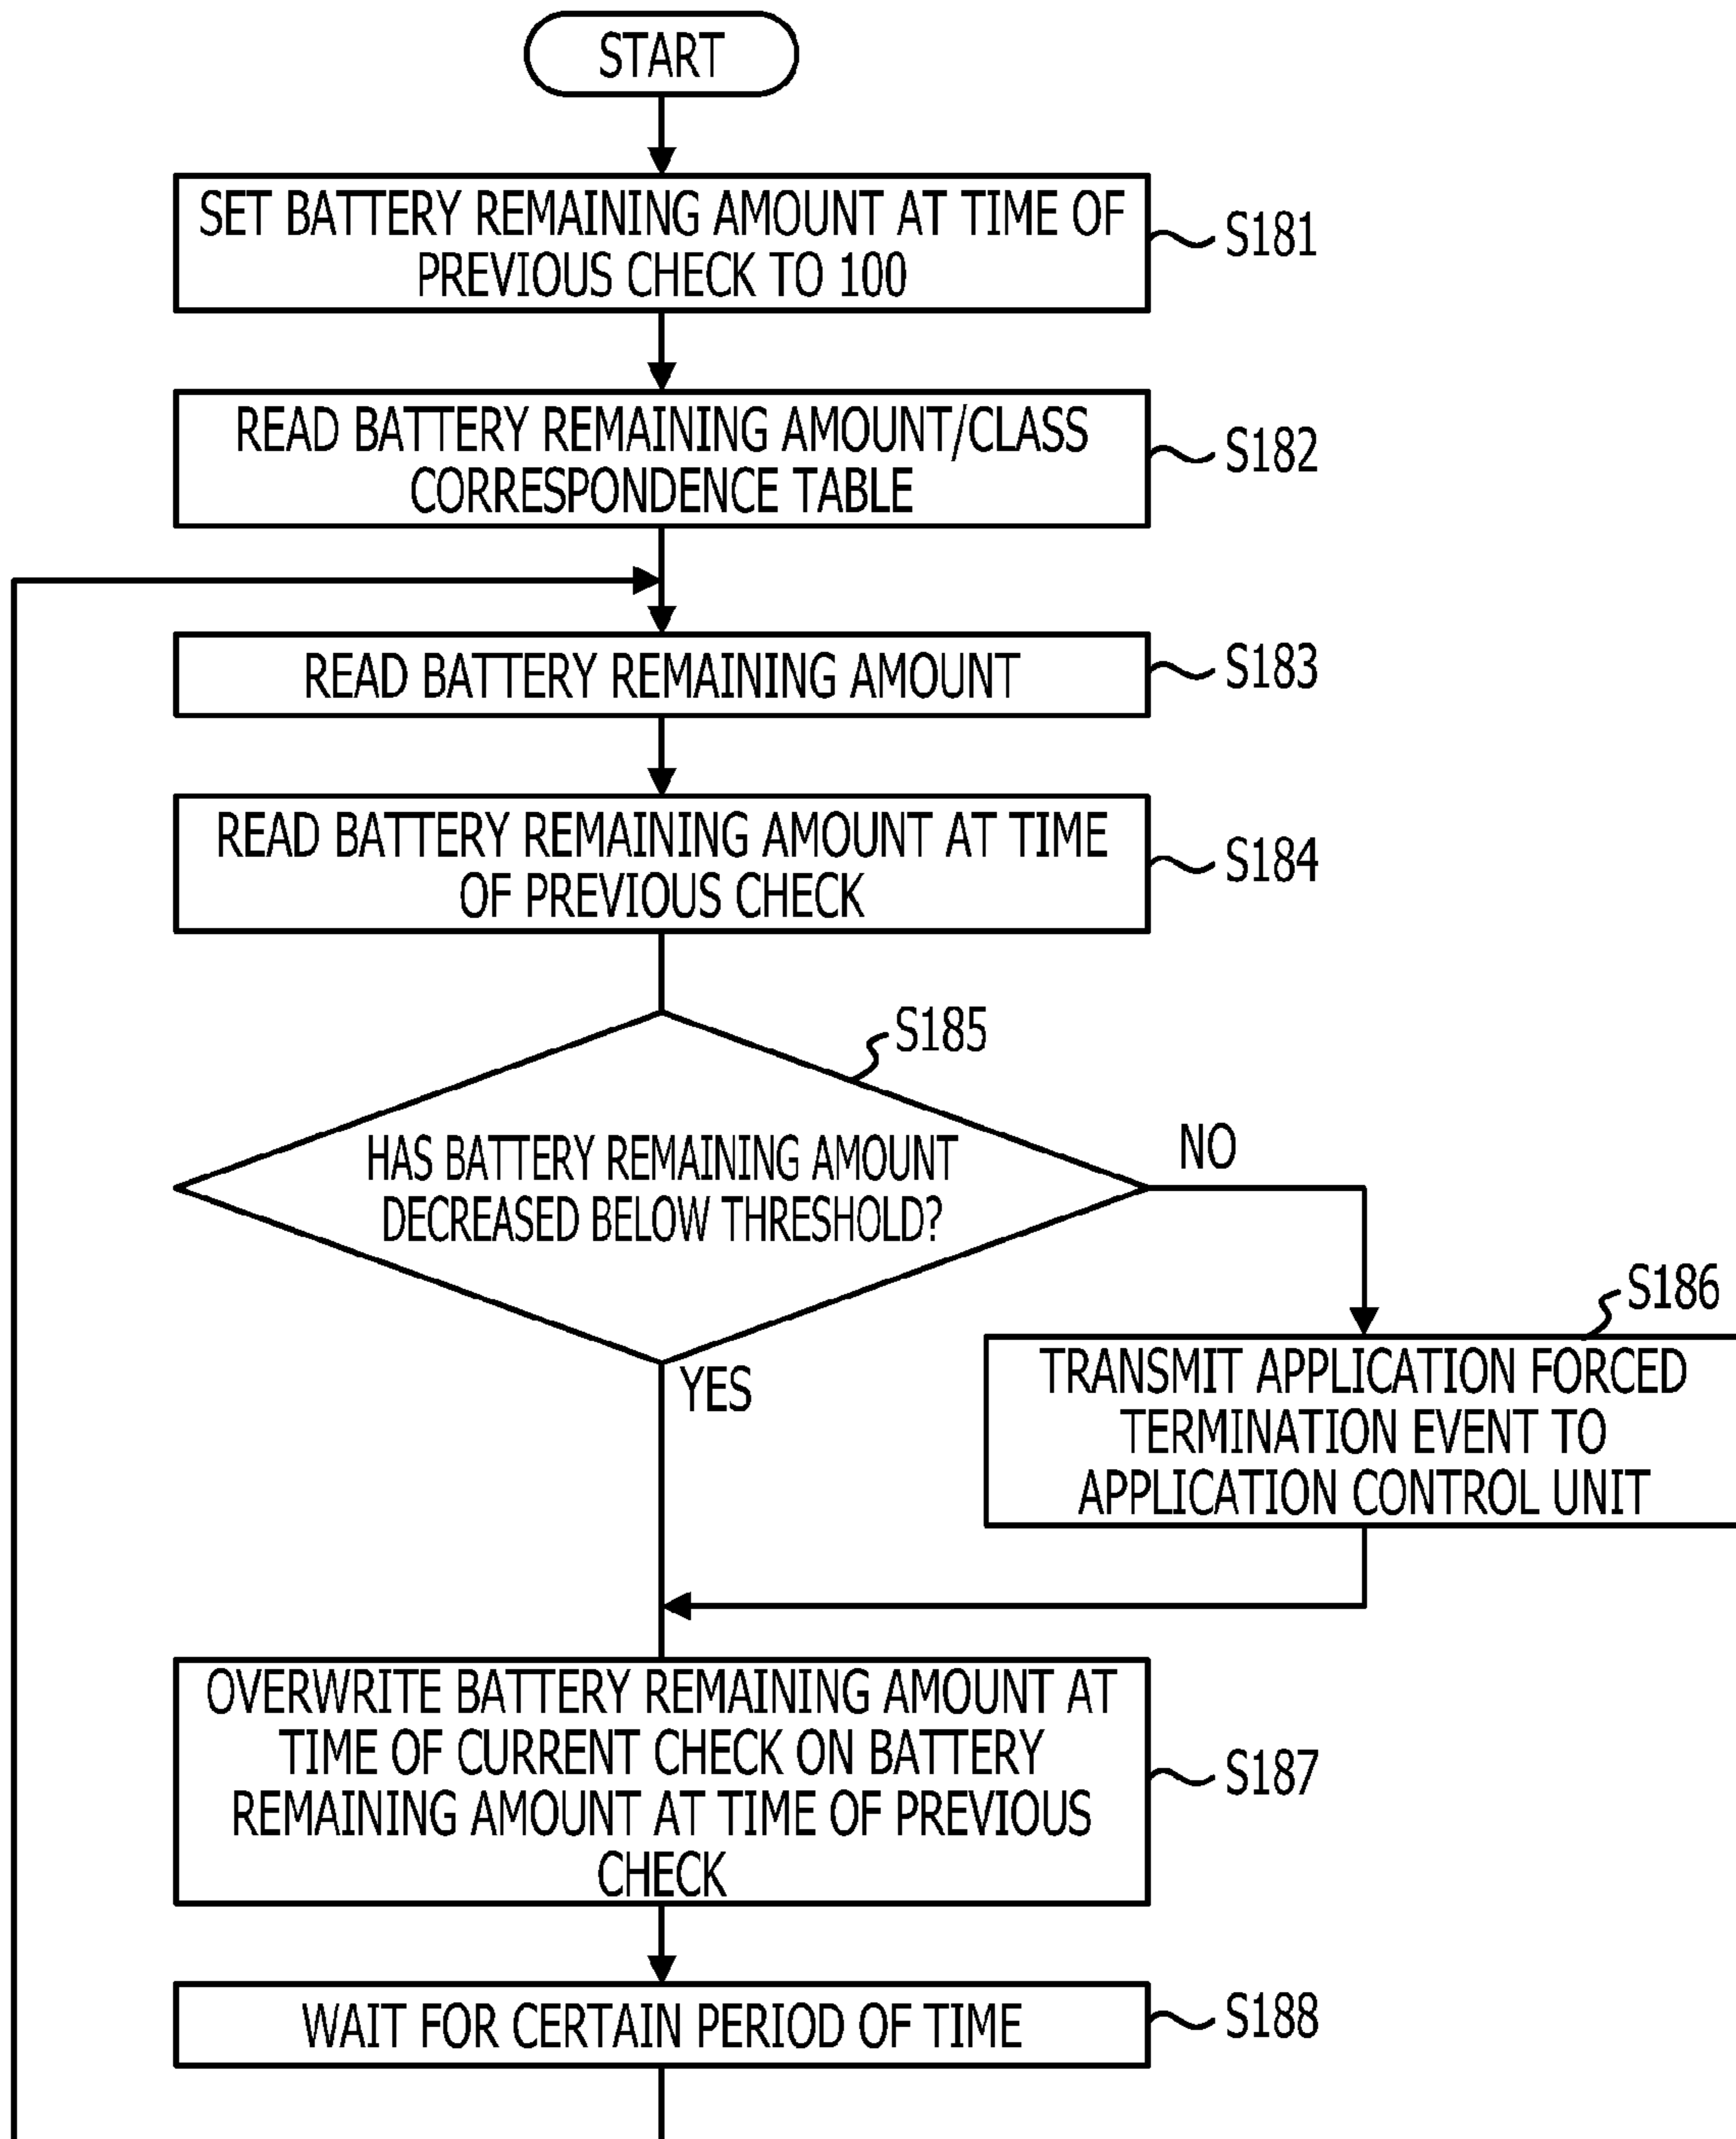 START
SET BATTERY REMAINING AMOUNT AT TIME OF
PREVIOUS CHECK TO 100
S181
READ BATTERY REMAINING AMOUNT/CLASS
CORRESPONDENCE TABLE
S182
READ BATTERY REMAINING AMOUNT
S183
READ BATTERY REMAINING AMOUNT AT TIME
OF PREVIOUS CHECK
S184
S185
HAS BATTERY REMAINING AMOUNT
DECREASED BELOW THRESHOLD?
NO
YES
S186
TRANSMIT APPLICATION FORCED
TERMINATION EVENT TO
APPLICATION CONTROL UNIT
OVERWRITE BATTERY REMAINING AMOUNT AT
TIME OF CURRENT CHECK ON BATTERY
REMAINING AMOUNT AT TIME OF PREVIOUS
CHECK
S187
WAIT FOR CERTAIN PERIOD OF TIME
S188